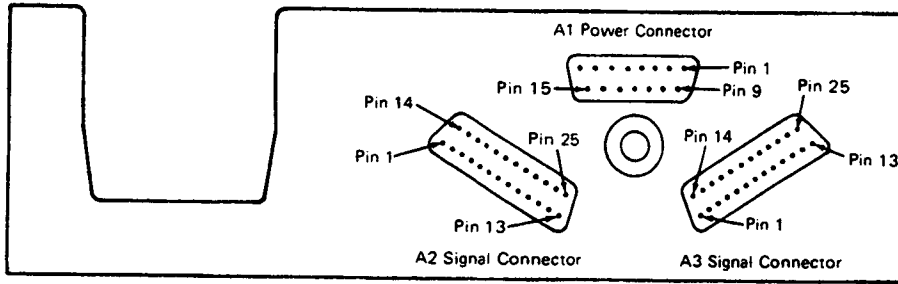 A1 Power Connector
Pin 1
Pin 15
Pin 9
Pin 14
Pin 1
Pin 25
Pin 13
A2 Signal Connector
Pin 25
Pin 14
Pin 13
Pin 1
A3 Signal Connector